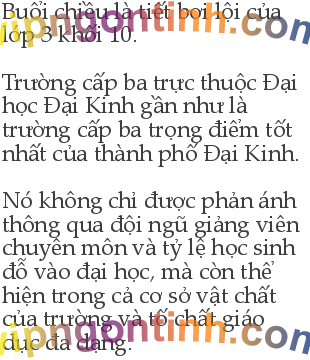 Buổi chiều là tiết bơi lội của
lớp 3 khối 10.
Trường cấp ba trực thuộc Đại
học Đại Kinh gần như là
trường cấp ba trọng điểm tốt
nhất của thành phố Đại Kinh.
Nó không chỉ được phản ánh
thông qua đội ngũ giảng viên
chuyên môn và tỷ lệ học sinh
đỗ vào đại học, mà còn thể
hiện trong cả cơ sở vật chất
của trường và tố chất giáo
dục đa dạng.